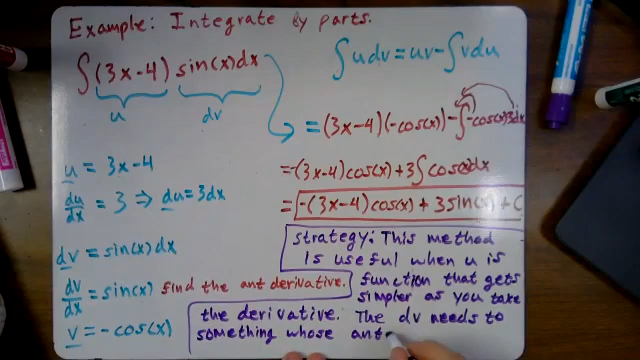 Example: Integrate by parts.
∫(3x-4) sin(x)dx
u dv
∫udv = uv - ∫vdu
= (3x-4)(-cos(x)) - ∫-cos(x)3dx
= -(3x-4)cos(x) + 3∫cos(x)dx
= -(3x-4)cos(x) + 3sin(x) + C
u = 3x-4
du/dx = 3 ⇒ du = 3dx
dv = sin(x)dx
dv/dx = sin(x) find the ant derivative.
v = -cos(x)
strategy: This method
is useful when u is
function that gets
simpler as you take
the derivative. The dv needs to
something whose ant